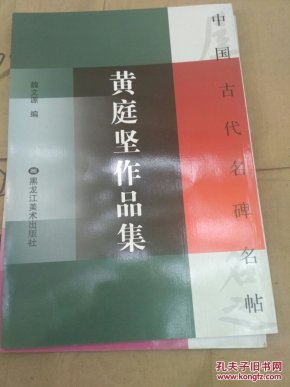 中国古代名碑名帖
黄庭坚作品集
魏文源 编
黑龙江美术出版社
孔夫子旧书网